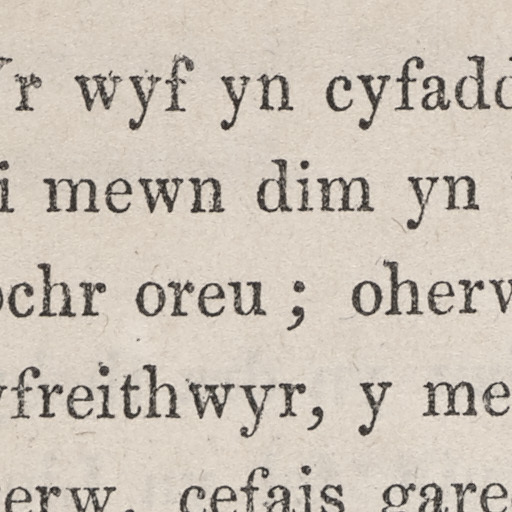 'r wyf yn cyfadd
i mewn dim yn
ochr oreu ; oherw
yfreithwyr, y me
erw, cefais gare